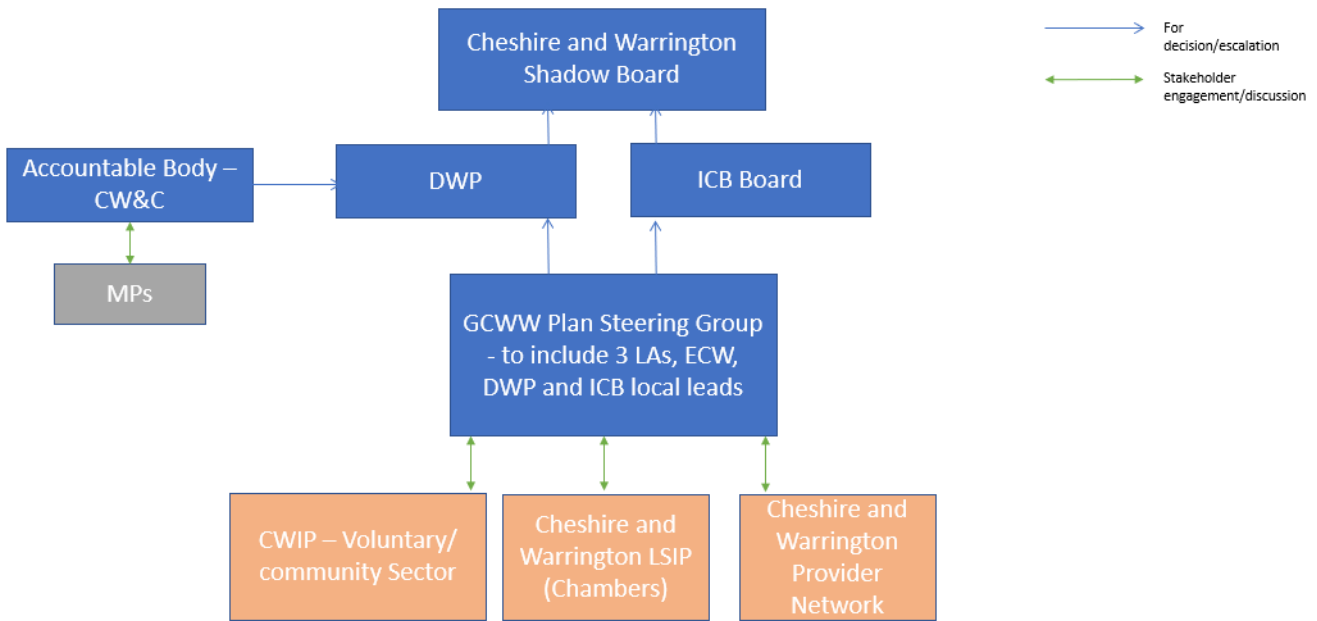 Cheshire and Warrington
Shadow Board
For
decision/escalation
Stakeholder
engagement/discussion
Accountable Body –
CW&C
DWP
ICB Board
MPs
GCWW Plan Steering Group
- to include 3 LAs, ECW,
DWP and ICB local leads
CWIP – Voluntary/
community Sector
Cheshire and
Warrington LSIP
(Chambers)
Cheshire and
Warrington
Provider
Network